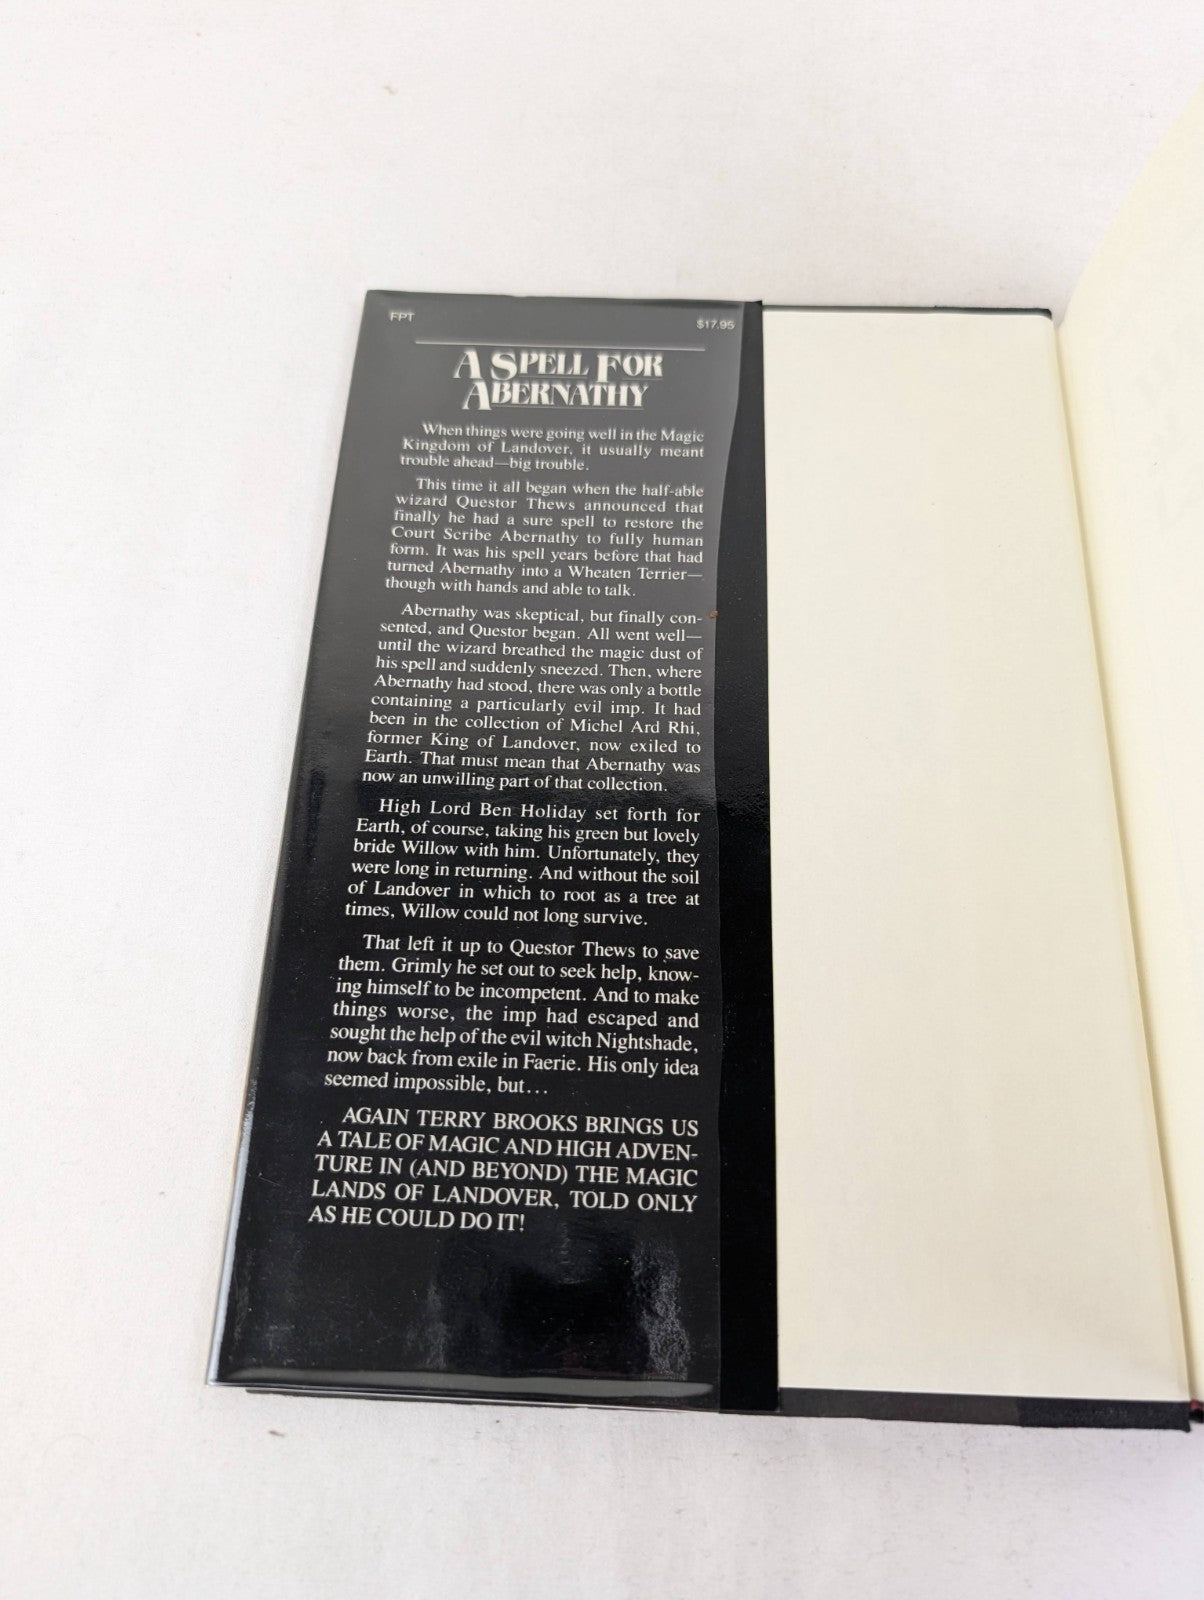 FPT
$17.95
A SPELL FOR
ABERNATHY
When things were going well in the Magic
Kingdom of Landover, it usually meant
trouble ahead—big trouble.
This time it all began when the half-able
wizard Questor Thews announced that
finally he had a sure spell to restore the
Court Scribe Abernathy to fully human
form. It was his spell years before that had
turned Abernathy into a Wheaten Terrier—
though with hands and able to talk.
Abernathy was skeptical, but finally con-
sented, and Questor began. All went well—
until the wizard breathed the magic dust of
his spell and suddenly sneezed. Then, where
Abernathy had stood, there was only a bottle
containing a particularly evil imp. It had
been in the collection of Michel Ard Rhi,
former King of Landover, now exiled to
Earth. That must mean that Abernathy was
now an unwilling part of that collection.
High Lord Ben Holiday set forth for
Earth, of course, taking his green but lovely
bride Willow with him. Unfortunately, they
were long in returning. And without the soil
of Landover in which to root as a tree at
times, Willow could not long survive.
That left it up to Questor Thews to save
them. Grimly he set out to seek help, know-
ing himself to be incompetent. And to make
things worse, the imp had escaped and
sought the help of the evil witch Nightshade,
now back from exile in Faerie. His only idea
seemed impossible, but...
AGAIN TERRY BROOKS BRINGS US
A TALE OF MAGIC AND HIGH ADVEN-
TURE IN (AND BEYOND) THE MAGIC
LANDS OF LANDOVER, TOLD ONLY
AS HE COULD DO IT!